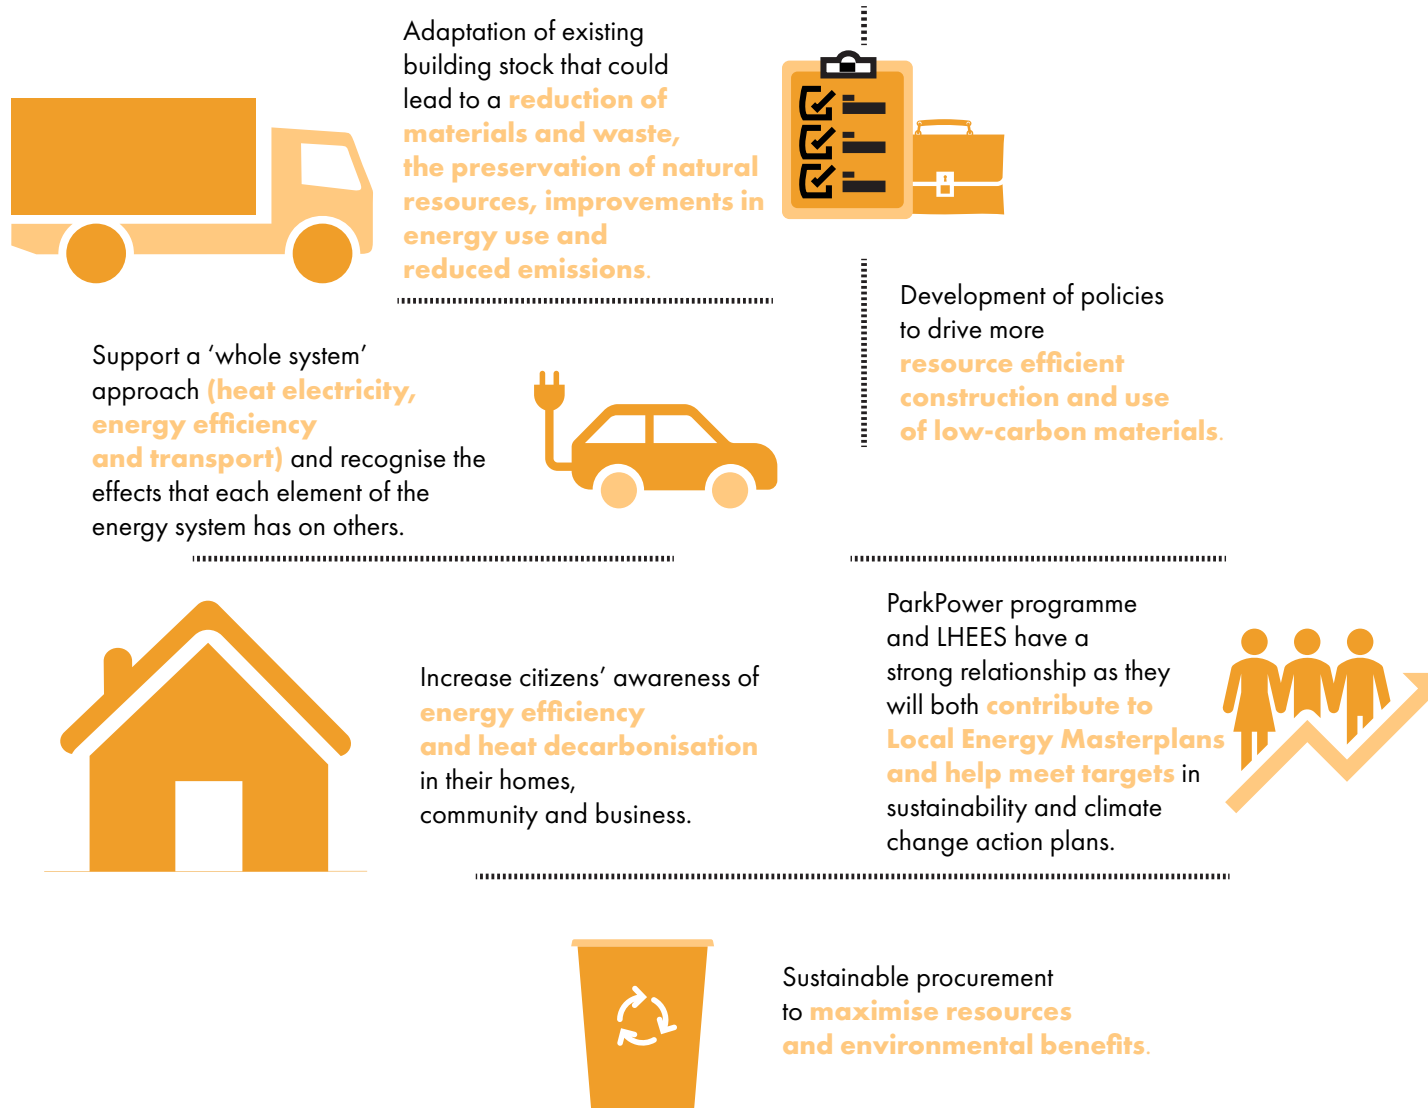 Adaptation of existing
building stock that could
lead to a reduction of
materials and waste,
the preservation of natural
resources, improvements in
energy use and
reduced emissions.
Development of policies
to drive more
resource efficient
construction and use
of low-carbon materials.
Support a ‘whole system’
approach (heat electricity,
energy efficiency
and transport) and recognise the
effects that each element of the
energy system has on others.
Increase citizens’ awareness of
energy efficiency
and heat decarbonisation
in their homes,
community and business.
ParkPower programme
and LHEES have a
strong relationship as they
will both contribute to
Local Energy Masterplans
and help meet targets in
sustainability and climate
change action plans.
Sustainable procurement
to maximise resources
and environmental benefits.